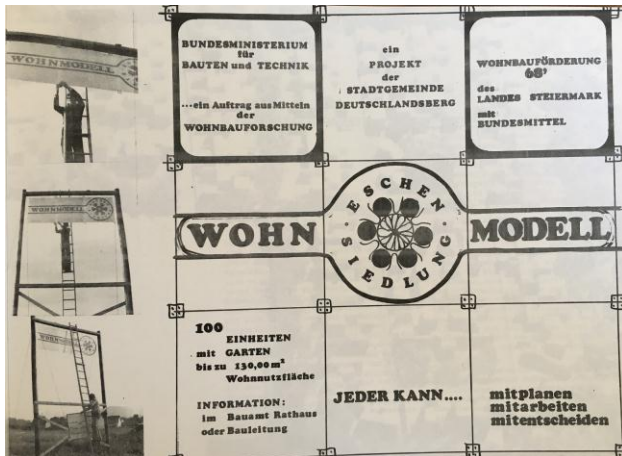 WOHNMODELL
BUNDESMINISTERIUM
für
BAUTEN und TECHNIK
...ein Auftrag aus Mitteln
der
WOHNBAUFORSCHUNG
ein
PROJEKT
der
STADTGEMEINDE
DEUTSCHLANDSBERG
WOHNBAUFÖRDERUNG
68'
des
LANDES STEIERMARK
mit
BUNDESMITTEL
WOHNMODELL
WOHN
ESCHEN
SIEDLUNG
MODELL
WOHNMODELL
100
EINHEITEN
mit GARTEN
bis zu 130,00 m²
Wohnnutzfläche
INFORMATION:
im Bauamt Rathaus
oder Bauleitung
JEDER KANN....
mitplanen
mitarbeiten
mitentscheiden